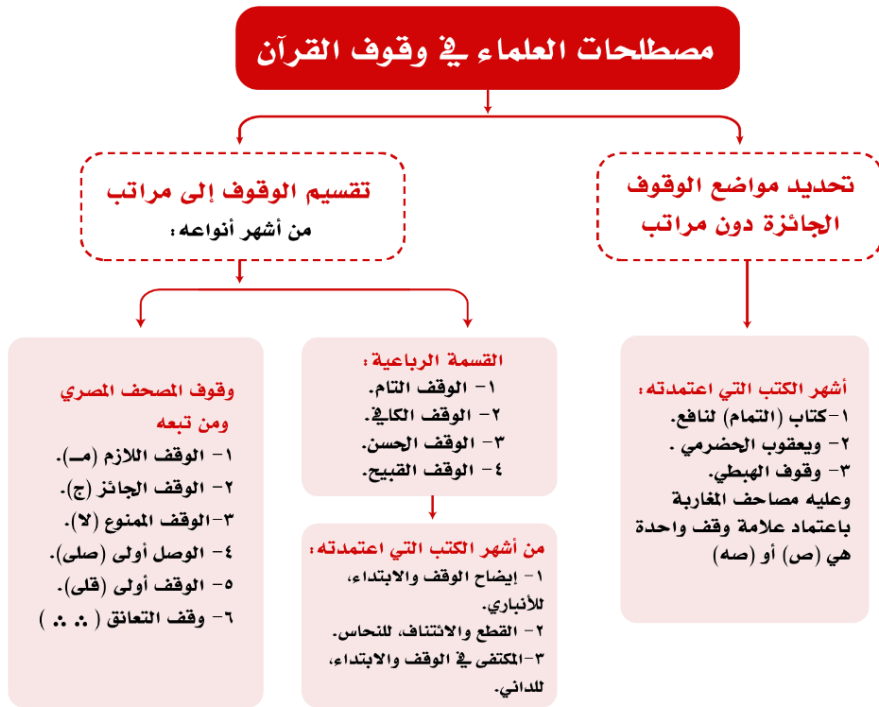 مصطلحات العلماء في وقوف القرآن
تحديد مواضع الوقوف
الجائزة دون مراتب
أشهر الكتب التي اعتمدته:
١-كتاب (التمام) لنافع.
٢- ويعقوب الحضرمي .
٣- وقوف الهبطي.
وعليه مصاحف المغاربة
باعتماد علامة وقف واحدة
هي (ص) أو (صه)
تقسيم الوقوف إلى مراتب
من أشهر أنواعه:
القسمة الرباعية:
١- الوقف التام.
٢- الوقف الكافي.
٣- الوقف الحسن.
٤- الوقف القبيح.
من أشهر الكتب التي اعتمدته:
١- إيضاح الوقف والابتداء،
للأنباري.
٢- القطع والائتناف، للنحاس.
٣-المكتفى في الوقف والابتداء،
للداني.
وقوف المصحف المصري
ومن تبعه
١- الوقف اللازم (مـ).
٢- الوقف الجائز (ج).
٣-الوقف الممنوع (لا).
٤- الوصل أولى (صلى).
٥- الوقف أولى (قلى).
٦- وقف التعانق (∴ ∴ )